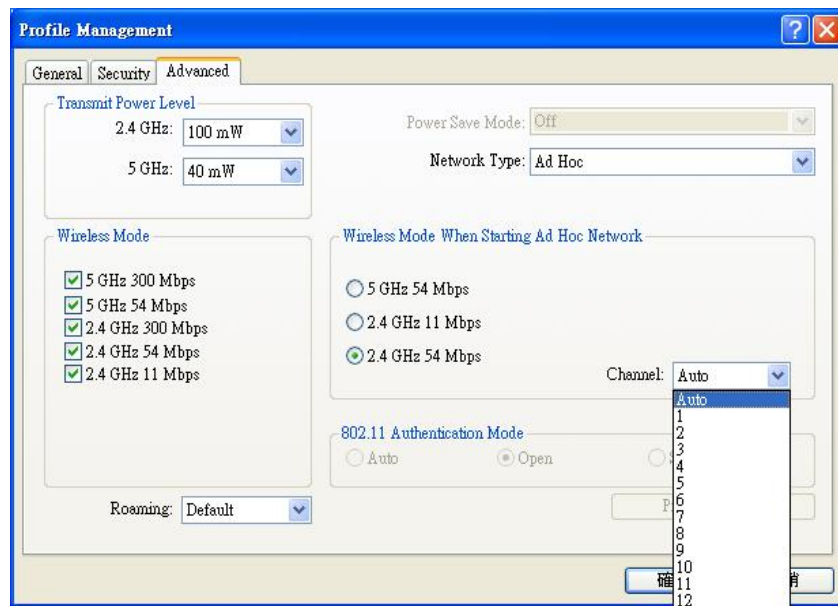 Profile Management
General
Security
Advanced
Transmit Power Level
2.4 GHz: 100 mW
5 GHz: 40 mW
Power Save Mode: Off
Network Type: Ad Hoc
Wireless Mode
5 GHz 300 Mbps
5 GHz 54 Mbps
2.4 GHz 300 Mbps
2.4 GHz 54 Mbps
2.4 GHz 11 Mbps
Wireless Mode When Starting Ad Hoc Network
5 GHz 54 Mbps
2.4 GHz 11 Mbps
2.4 GHz 54 Mbps
Channel: Auto
Auto
1
2
3
4
5
6
7
8
9
10
11
12
802.11 Authentication Mode
Auto
Open
Roaming: Default